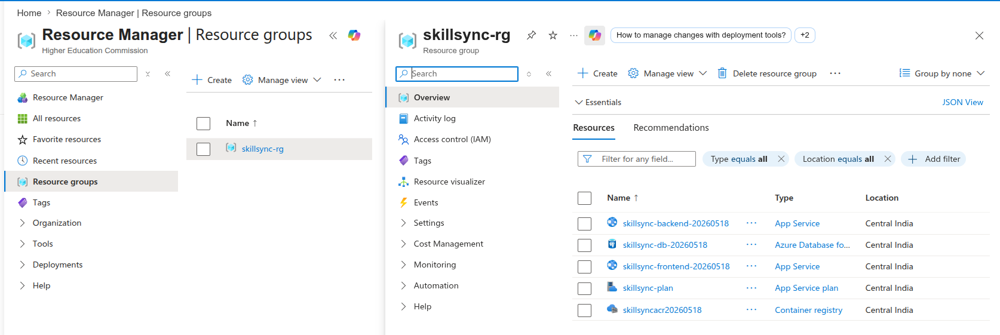 Home > Resource Manager | Resource groups
Resource Manager | Resource groups
Higher Education Commission
Search
Resource Manager
All resources
Favorite resources
Recent resources
Resource groups
Tags
Organization
Tools
Deployments
Help
Create
Manage view
Name ↑
skillsync-rg
skillsync-rg
Resource group
How to manage changes with deployment tools?
+2
Search
Overview
Activity log
Access control (IAM)
Tags
Resource visualizer
Events
Settings
Cost Management
Monitoring
Automation
Help
Create
Manage view
Delete resource group
Group by none
Essentials
JSON View
Resources
Recommendations
Filter for any field...
Type equals all
Location equals all
Add filter
Name ↑ Type Location
skillsync-backend-20260518 ... App Service Central India
skillsync-db-20260518 ... Azure Database fo... Central India
skillsync-frontend-20260518 ... App Service Central India
skillsync-plan ... App Service plan Central India
skillsyncacr20260518 ... Container registry Central India